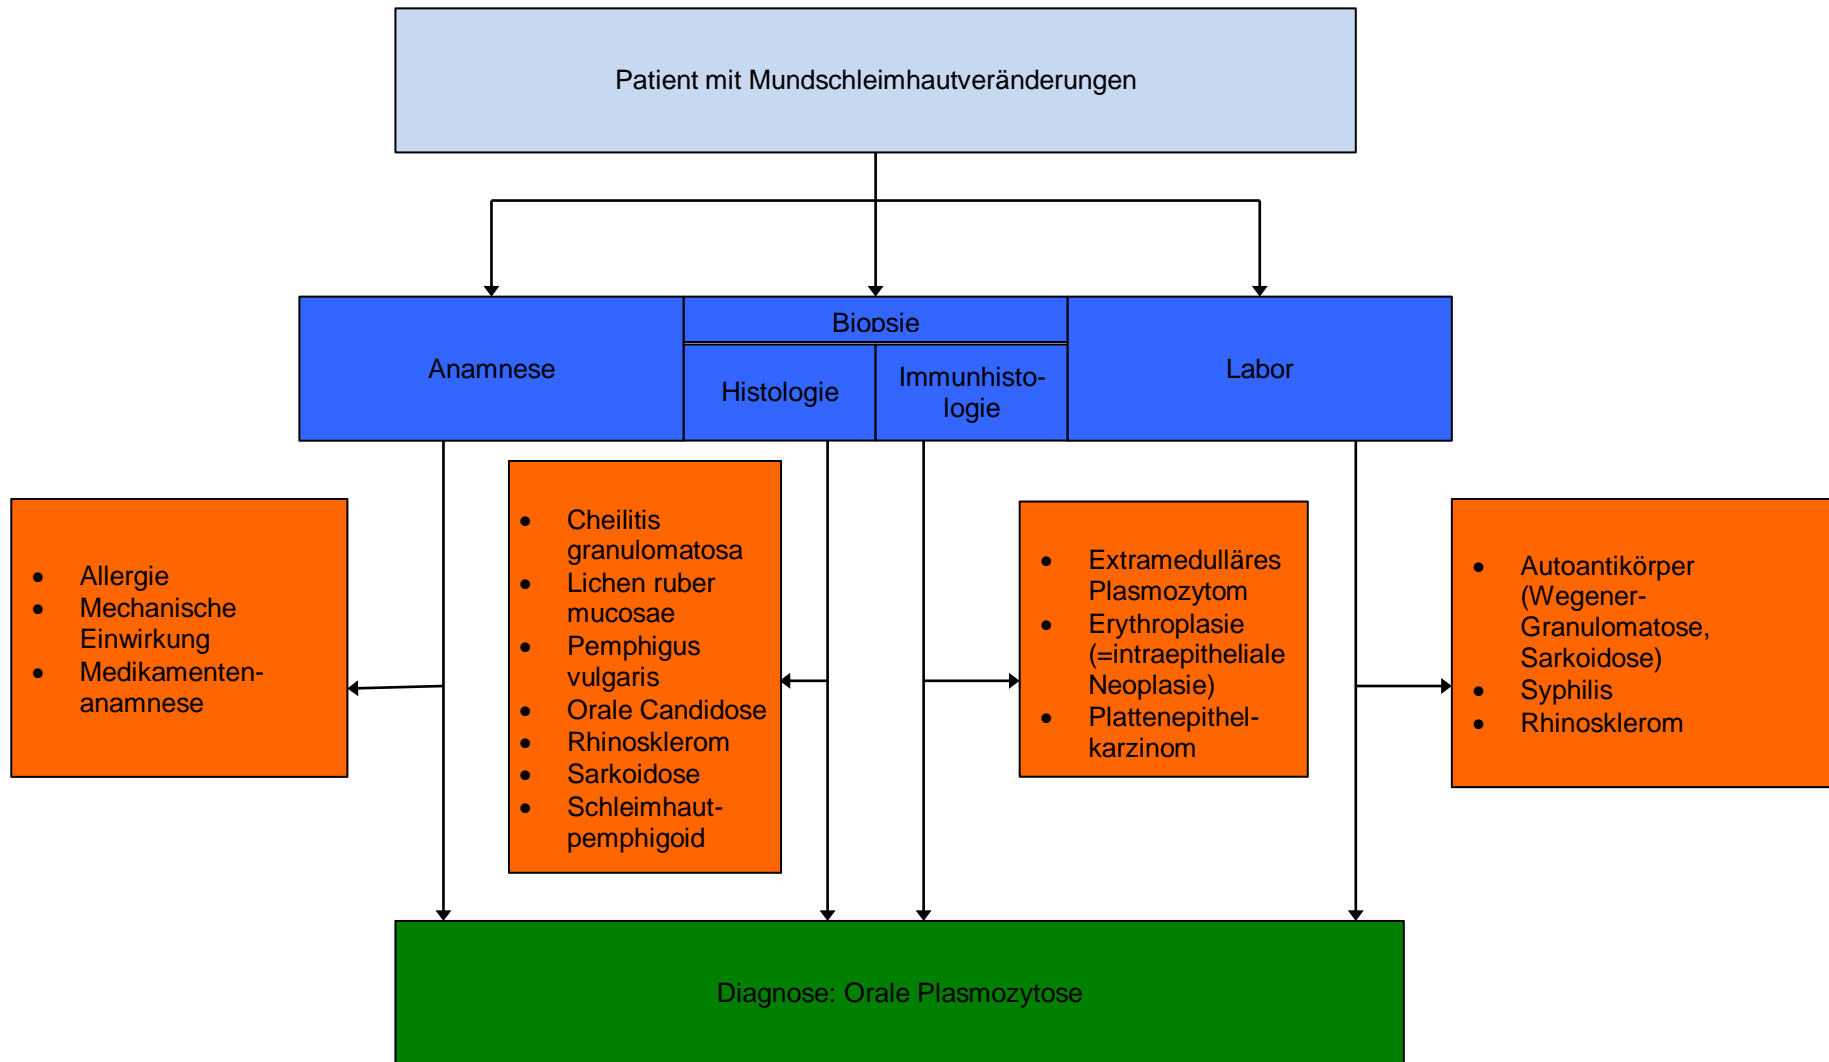 Patient mit Mundschleimhautveränderungen
Anamnese
Biopsie
Histologie
Immunhisto-
logie
Labor
• Allergie
• Mechanische
Einwirkung
• Medikamenten-
anamnese
• Cheilitis
granulomatosa
• Lichen ruber
mucosae
• Pemphigus
vulgaris
• Orale Candidose
• Rhinosklerom
• Sarkoidose
• Schleimhaut-
pemphigoid
• Extramedulläres
Plasmozytom
• Erythroplasie
(=intraepitheliale
Neoplasie)
• Plattenepithel-
karzinom
• Autoantikörper
(Wegener-
Granulomatose,
Sarkoidose)
• Syphilis
• Rhinosklerom
Diagnose: Orale Plasmozytose